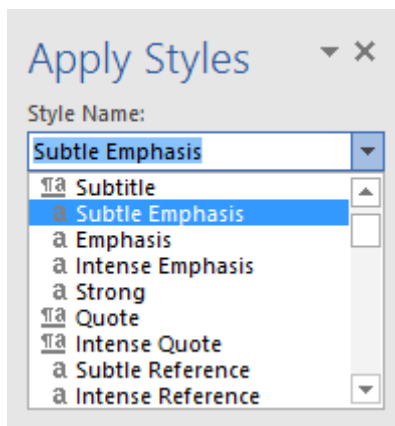 Apply Styles
Style Name:
Subtle Emphasis
¶a Subtitle
a Subtle Emphasis
a Emphasis
a Intense Emphasis
a Strong
¶a Quote
¶a Intense Quote
a Subtle Reference
a Intense Reference